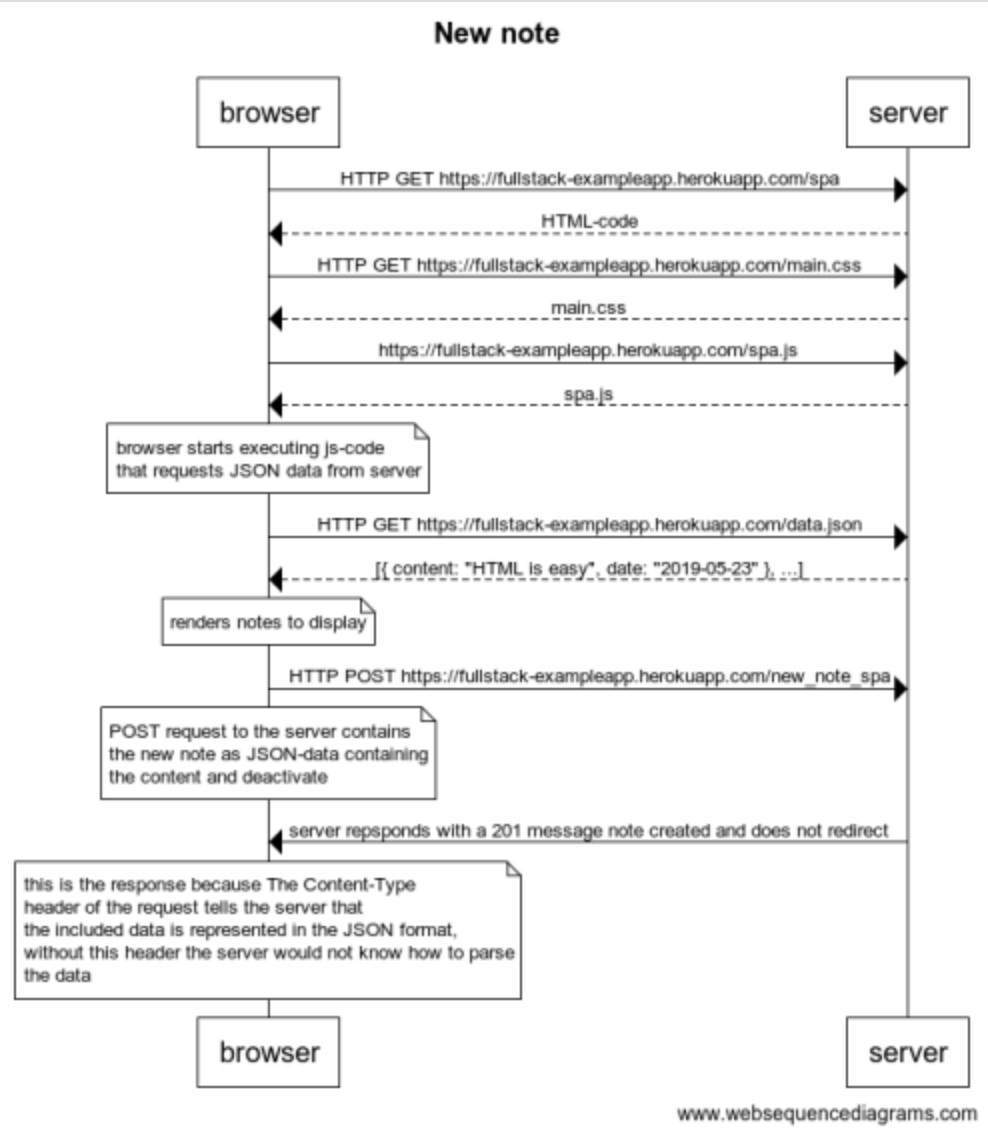 New note
browser
server
HTTP GET https://fullstack-exampleapp.herokuapp.com/spa
HTML-code
HTTP GET https://fullstack-exampleapp.herokuapp.com/main.css
main.css
https://fullstack-exampleapp.herokuapp.com/spa.js
spa.js
browser starts executing js-code
that requests JSON data from server
HTTP GET https://fullstack-exampleapp.herokuapp.com/data.json
[{ content: "HTML is easy", date: "2019-05-23" }, ...]
renders notes to display
HTTP POST https://fullstack-exampleapp.herokuapp.com/new_note_spa
POST request to the server contains
the new note as JSON-data containing
the content and deactivate
server repsponds with a 201 message note created and does not redirect
this is the response because The Content-Type
header of the request tells the server that
the included data is represented in the JSON format,
without this header the server would not know how to parse
the data
browser
server
www.websequencediagrams.com